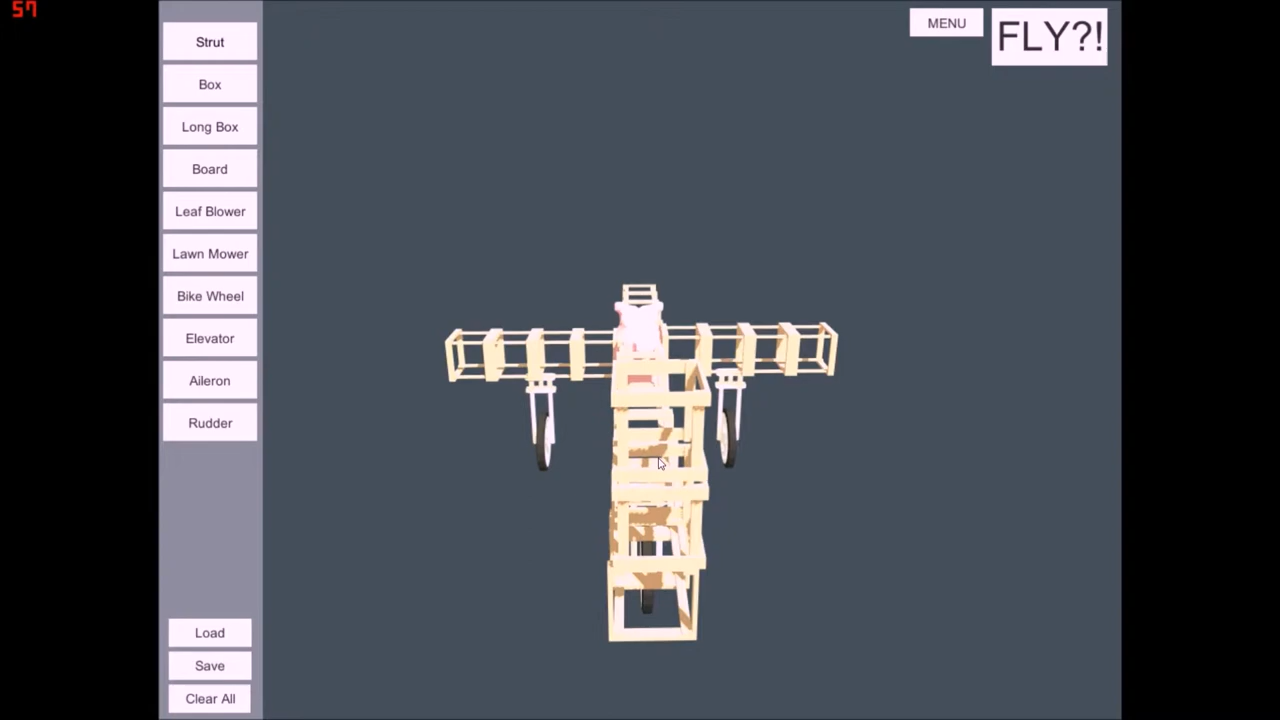 57
Strut
Box
Long Box
Board
Leaf Blower
Lawn Mower
Bike Wheel
Elevator
Aileron
Rudder
Load
Save
Clear All
MENU
FLY?!